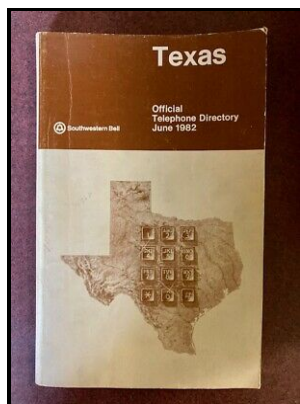 Texas
Official
Telephone Directory
June 1982
Southwestern Bell